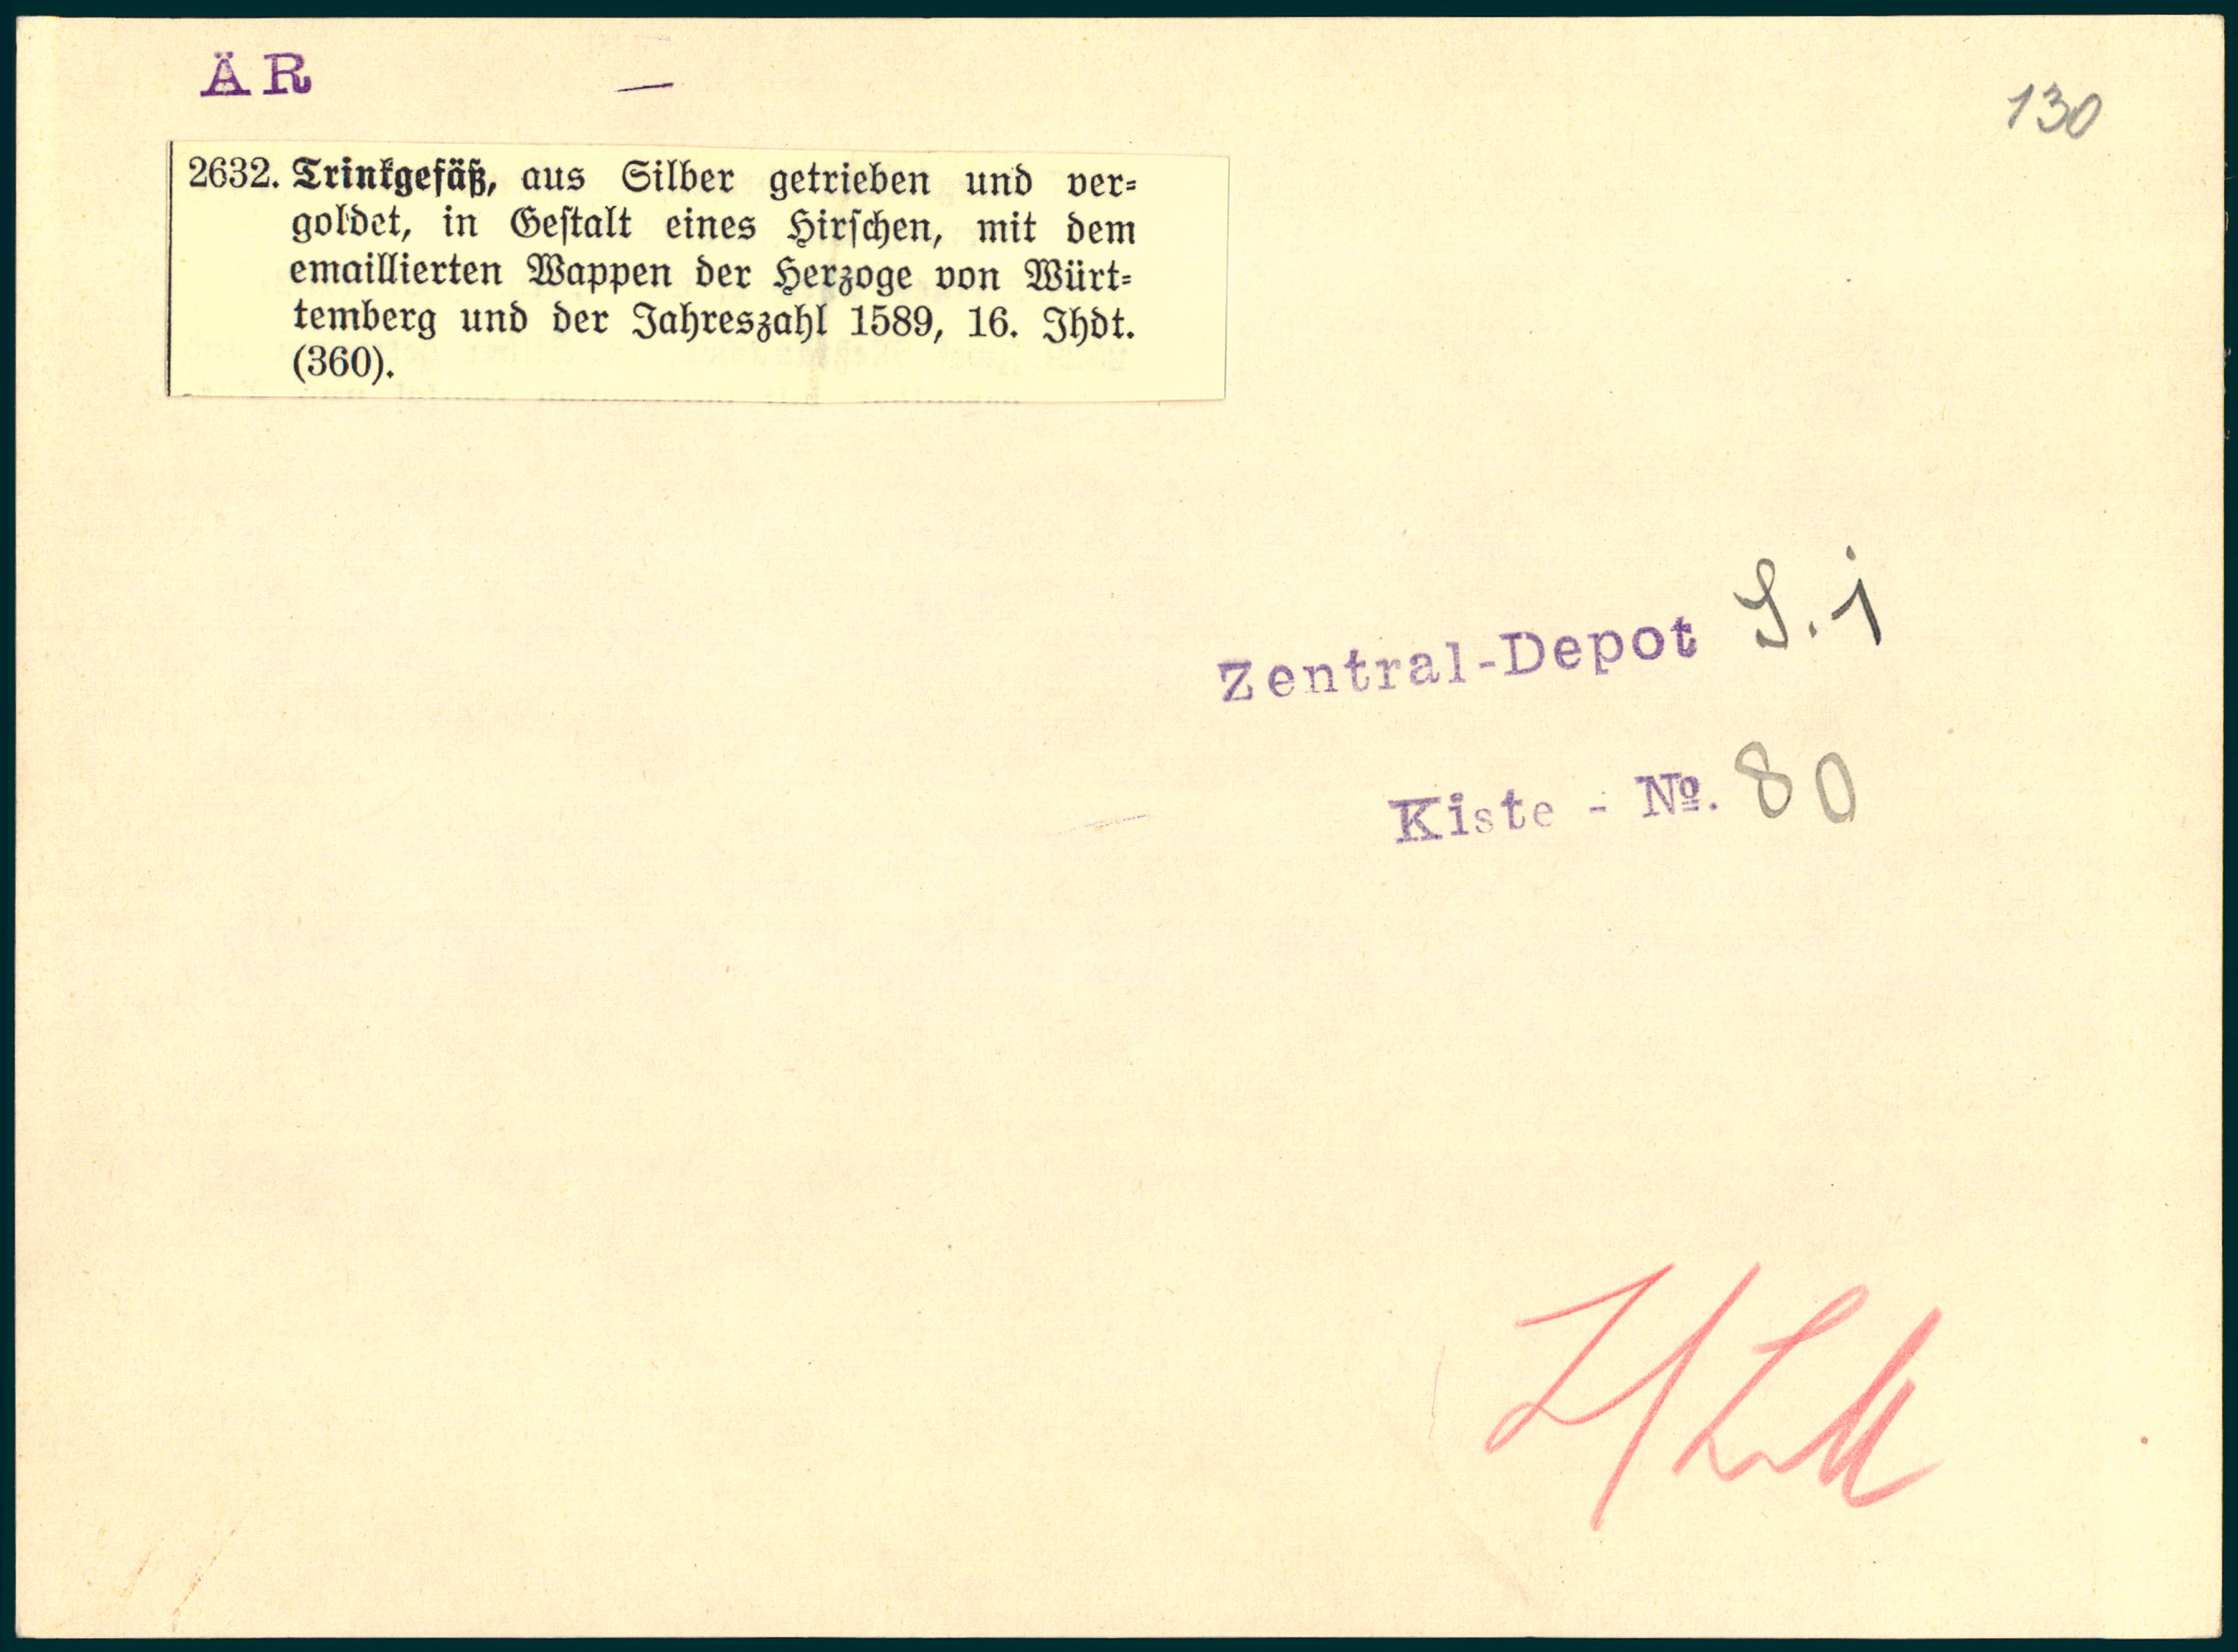 ÄR
130
2632. Trinkgefäß, aus Silber getrieben und ver-
goldet, in Gestalt eines Hirschen, mit dem
emaillierten Wappen der Herzoge von Würt-
temberg und der Jahreszahl 1589, 16. Jhdt.
(360).
Zentral-Depot
Kiste - Nº. 80